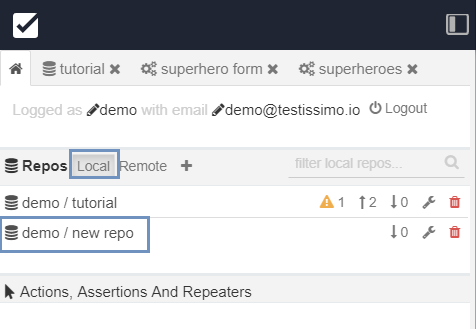 tutorial superhero form superheroes
Logged as demo with email demo@testissimo.io Logout
Repos Local Remote filter local repos...
demo / tutorial 1 2 0
demo / new repo 0
Actions, Assertions And Repeaters